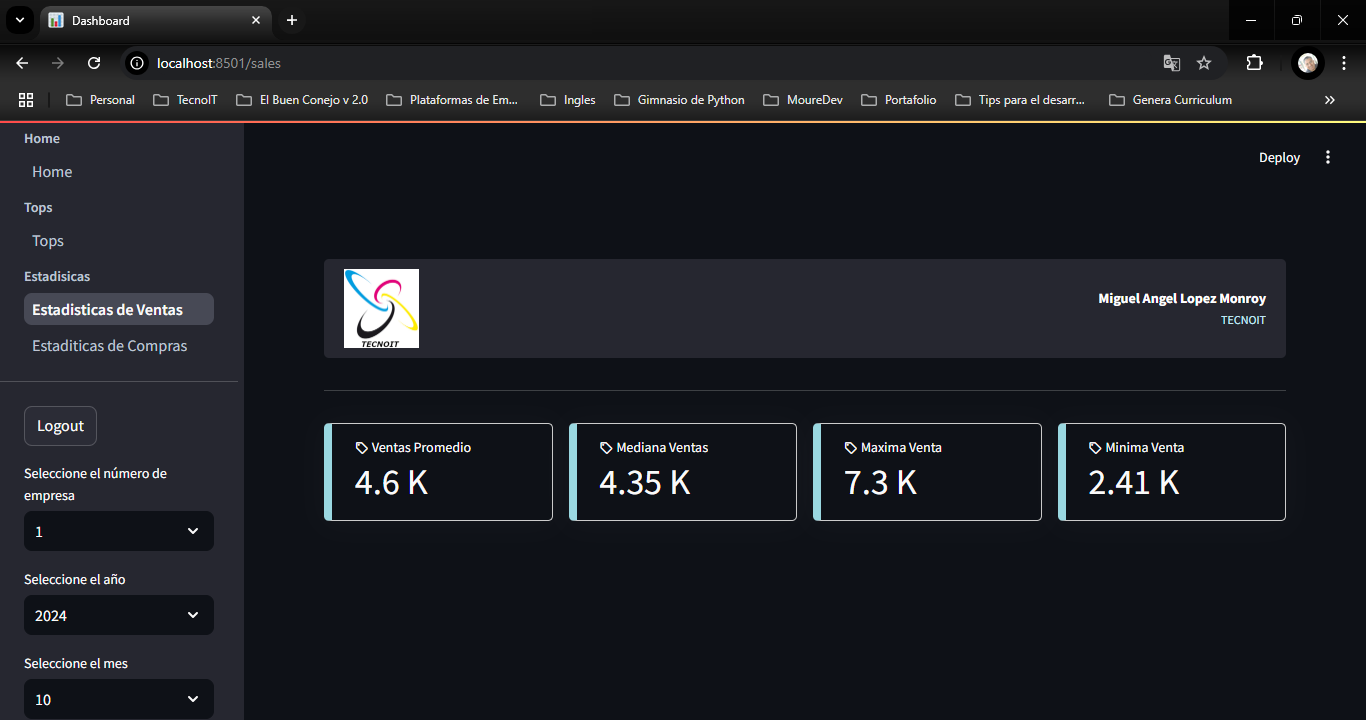 Dashboard
localhost:8501/sales
Personal
TecnoIT
El Buen Conejo v 2.0
Plataformas de Em...
Ingles
Gimnasio de Python
MoureDev
Portafolio
Tips para el desarr...
Genera Curriculum
Home
Home
Tops
Tops
Estadisicas
Estadisticas de Ventas
Estaditicas de Compras
Logout
Seleccione el número de
empresa
1
Seleccione el año
2024
Seleccione el mes
10
Deploy
TECNOIT
Miguel Angel Lopez Monroy
TECNOIT
Ventas Promedio
4.6 K
Mediana Ventas
4.35 K
Maxima Venta
7.3 K
Minima Venta
2.41 K